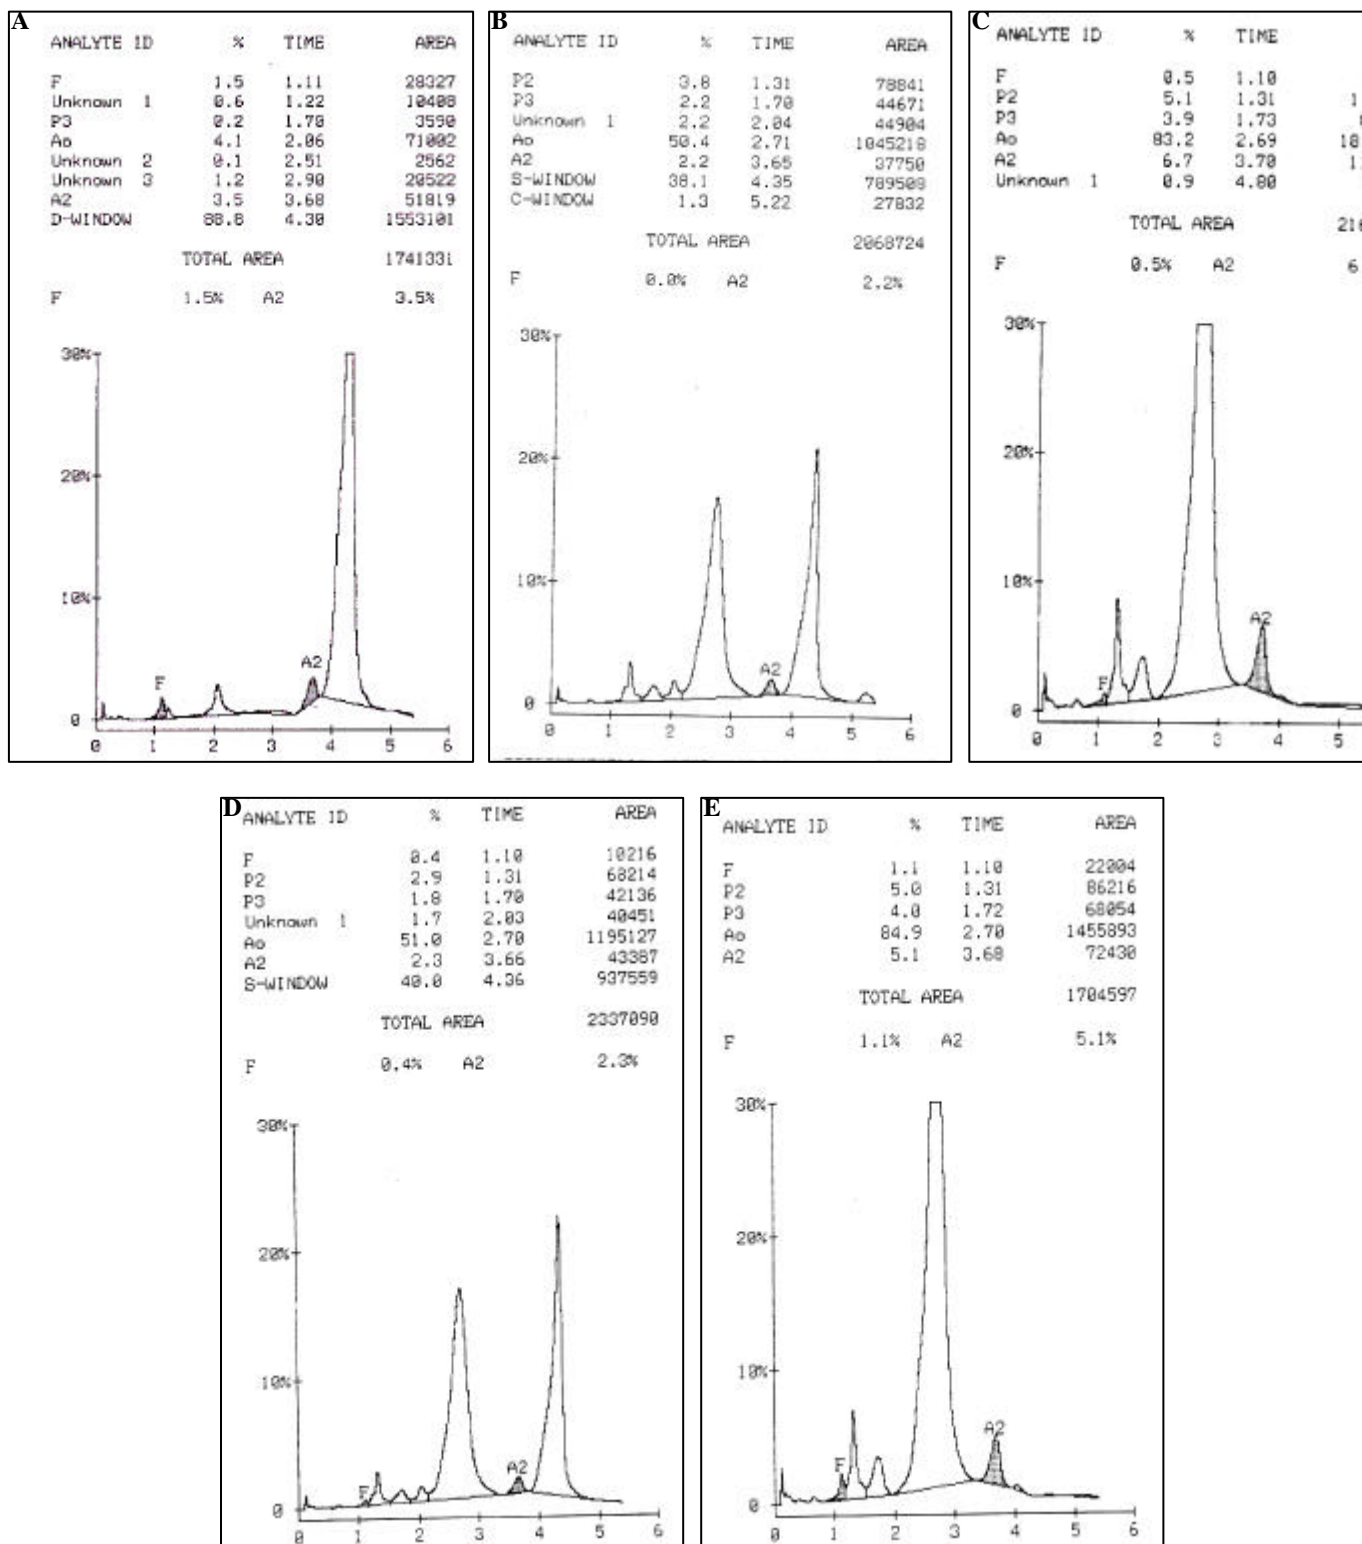 A
ANALYTE ID % TIME AREA
F 1.5 1.11 28327
Unknown 1 0.6 1.22 10408
P3 0.2 1.70 3590
Ao 4.1 2.06 71002
Unknown 2 0.1 2.51 2562
Unknown 3 1.2 2.90 20522
A2 3.5 3.68 51819
D-WINDOW 88.8 4.30 1553101
TOTAL AREA 1741331
F 1.5% A2 3.5%
30%
20%
10%
0
F
A2
0 1 2 3 4 5 6
B
ANALYTE ID % TIME AREA
P2 3.8 1.31 78841
P3 2.2 1.70 44671
Unknown 1 2.2 2.04 44904
Ao 50.4 2.71 1045218
A2 2.2 3.65 37750
S-WINDOW 38.1 4.35 789508
C-WINDOW 1.3 5.22 27832
TOTAL AREA 2068724
F 0.0% A2 2.2%
30%
20%
10%
0
A2
0 1 2 3 4 5 6
C
ANALYTE ID % TIME
F 0.5 1.10
P2 5.1 1.31 1
P3 3.9 1.73
Ao 83.2 2.69 18
A2 6.7 3.70 1
Unknown 1 0.9 4.80
TOTAL AREA 216
F 0.5% A2 6
30%
20%
10%
0
F
A2
0 1 2 3 4 5
D
ANALYTE ID % TIME AREA
F 0.4 1.10 10216
P2 2.9 1.31 68214
P3 1.8 1.70 42136
Unknown 1 1.7 2.03 40451
Ao 51.0 2.70 1195127
A2 2.3 3.66 43387
S-WINDOW 40.0 4.36 937559
TOTAL AREA 2337090
F 0.4% A2 2.3%
30%
20%
10%
0
F
A2
0 1 2 3 4 5 6
E
ANALYTE ID % TIME AREA
F 1.1 1.10 22004
P2 5.0 1.31 86216
P3 4.0 1.72 68054
Ao 84.9 2.70 1455893
A2 5.1 3.68 72430
TOTAL AREA 1704597
F 1.1% A2 5.1%
30%
20%
10%
0
F
A2
0 1 2 3 4 5 6